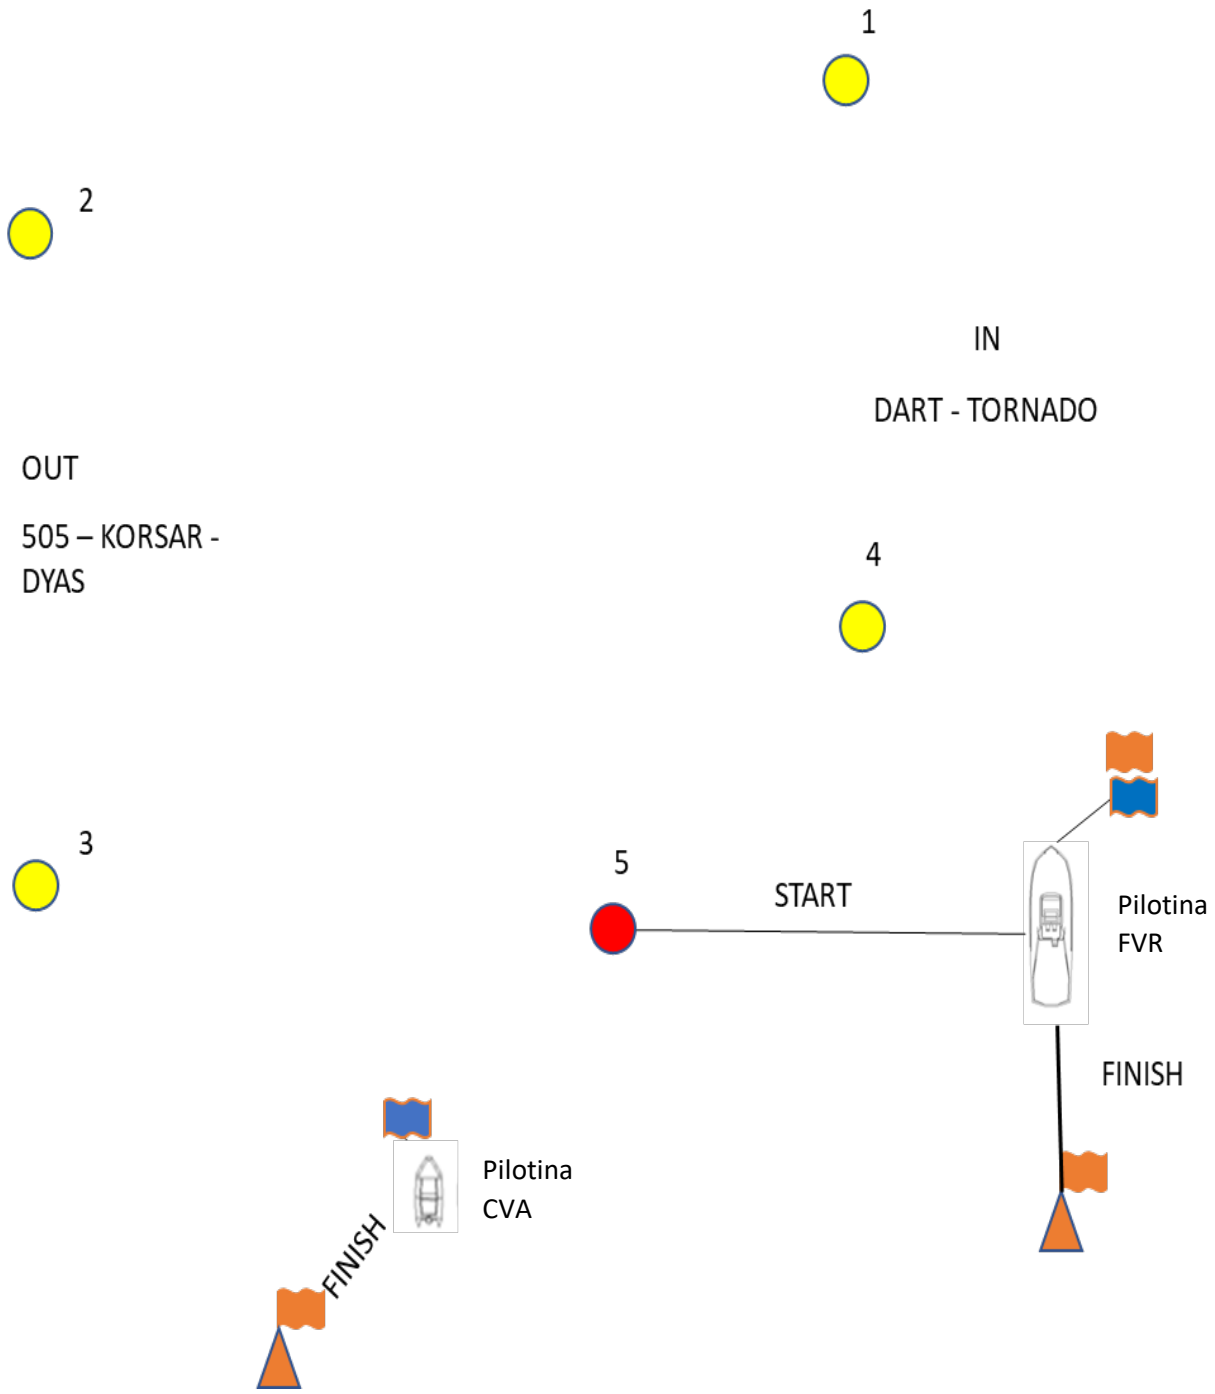 1
2
IN
DART - TORNADO
OUT
505 – KORSAR -
DYAS
4
3
5
START
Pilotina
FVR
FINISH
Pilotina
CVA
FINISH